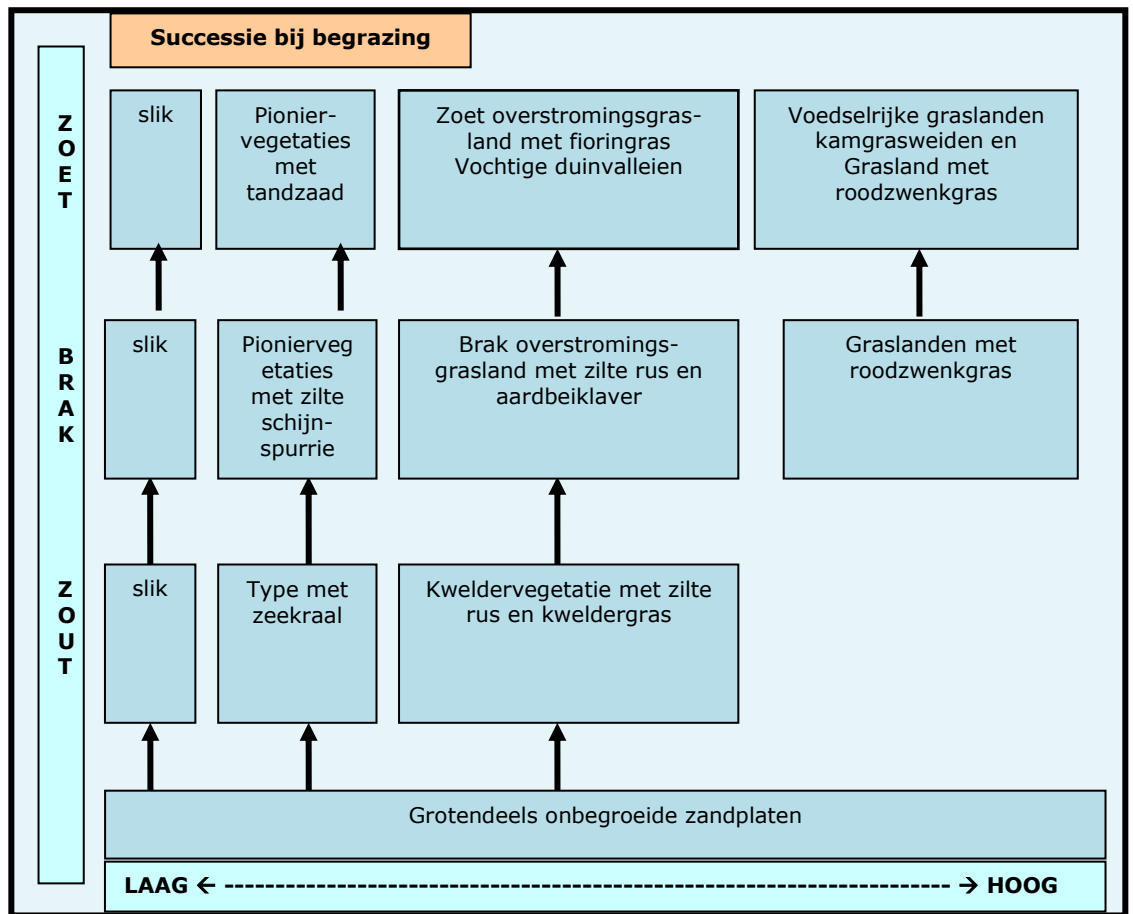 Successie bij begrazing
Z
O
E
T
slik
Pionier-
vegetaties
met
tandzaad
Zoet overstromingsgras-
land met fioringras
Vochtige duinvalleien
Voedselrijke graslanden
kamgrasweiden en
Grasland met
roodzwenkgras
B
R
A
K
slik
Pionierveg
etaties
met zilte
schijn-
spurrie
Brak overstromings-
grasland met zilte rus en
aardbeiklaver
Graslanden met
roodzwenkgras
Z
O
U
T
slik
Type met
zeekraal
Kweldervegetatie met zilte
rus en kweldergras
Grotendeels onbegroeide zandplaten
LAAG ← ------------------------------------------------ → HOOG